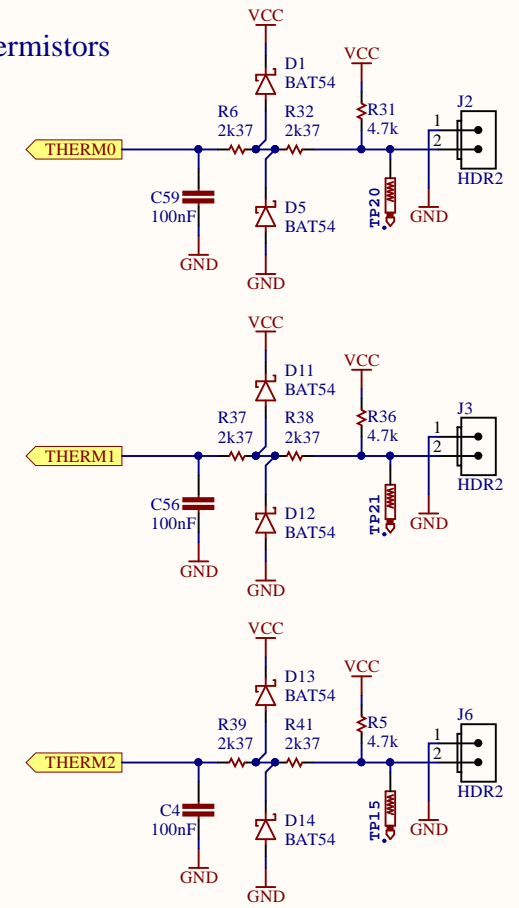 VCC
ermistors
D1
BAT54
VCC
R6
2k37
R32
2k37
R31
4.7k
J2
1
2
HDR2
THERM0
C59
100nF
D5
BAT54
TP20
GND
GND
GND
VCC
D11
BAT54
VCC
R37
2k37
R38
2k37
R36
4.7k
J3
1
2
HDR2
THERM1
C56
100nF
D12
BAT54
TP21
GND
GND
GND
VCC
D13
BAT54
VCC
R39
2k37
R41
2k37
R5
4.7k
J6
1
2
HDR2
THERM2
C4
100nF
D14
BAT54
TP15
GND
GND
GND